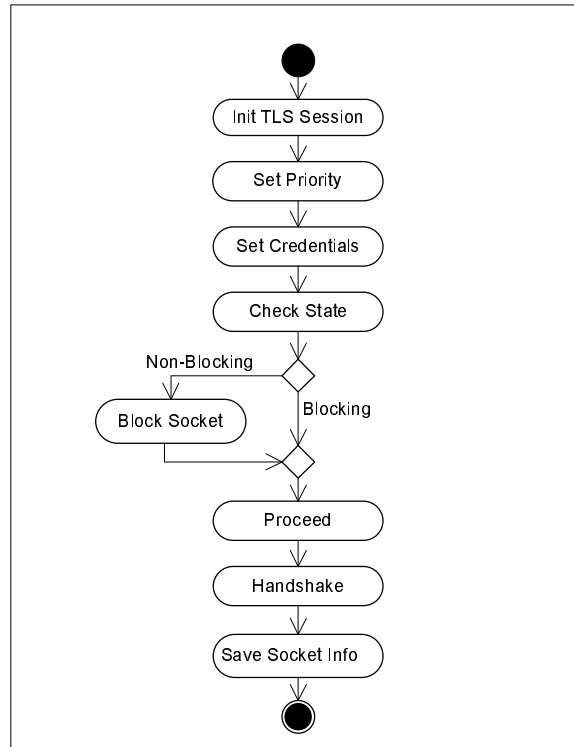 Init TLS Session
Set Priority
Set Credentials
Check State
Non-Blocking
Blocking
Block Socket
Proceed
Handshake
Save Socket Info